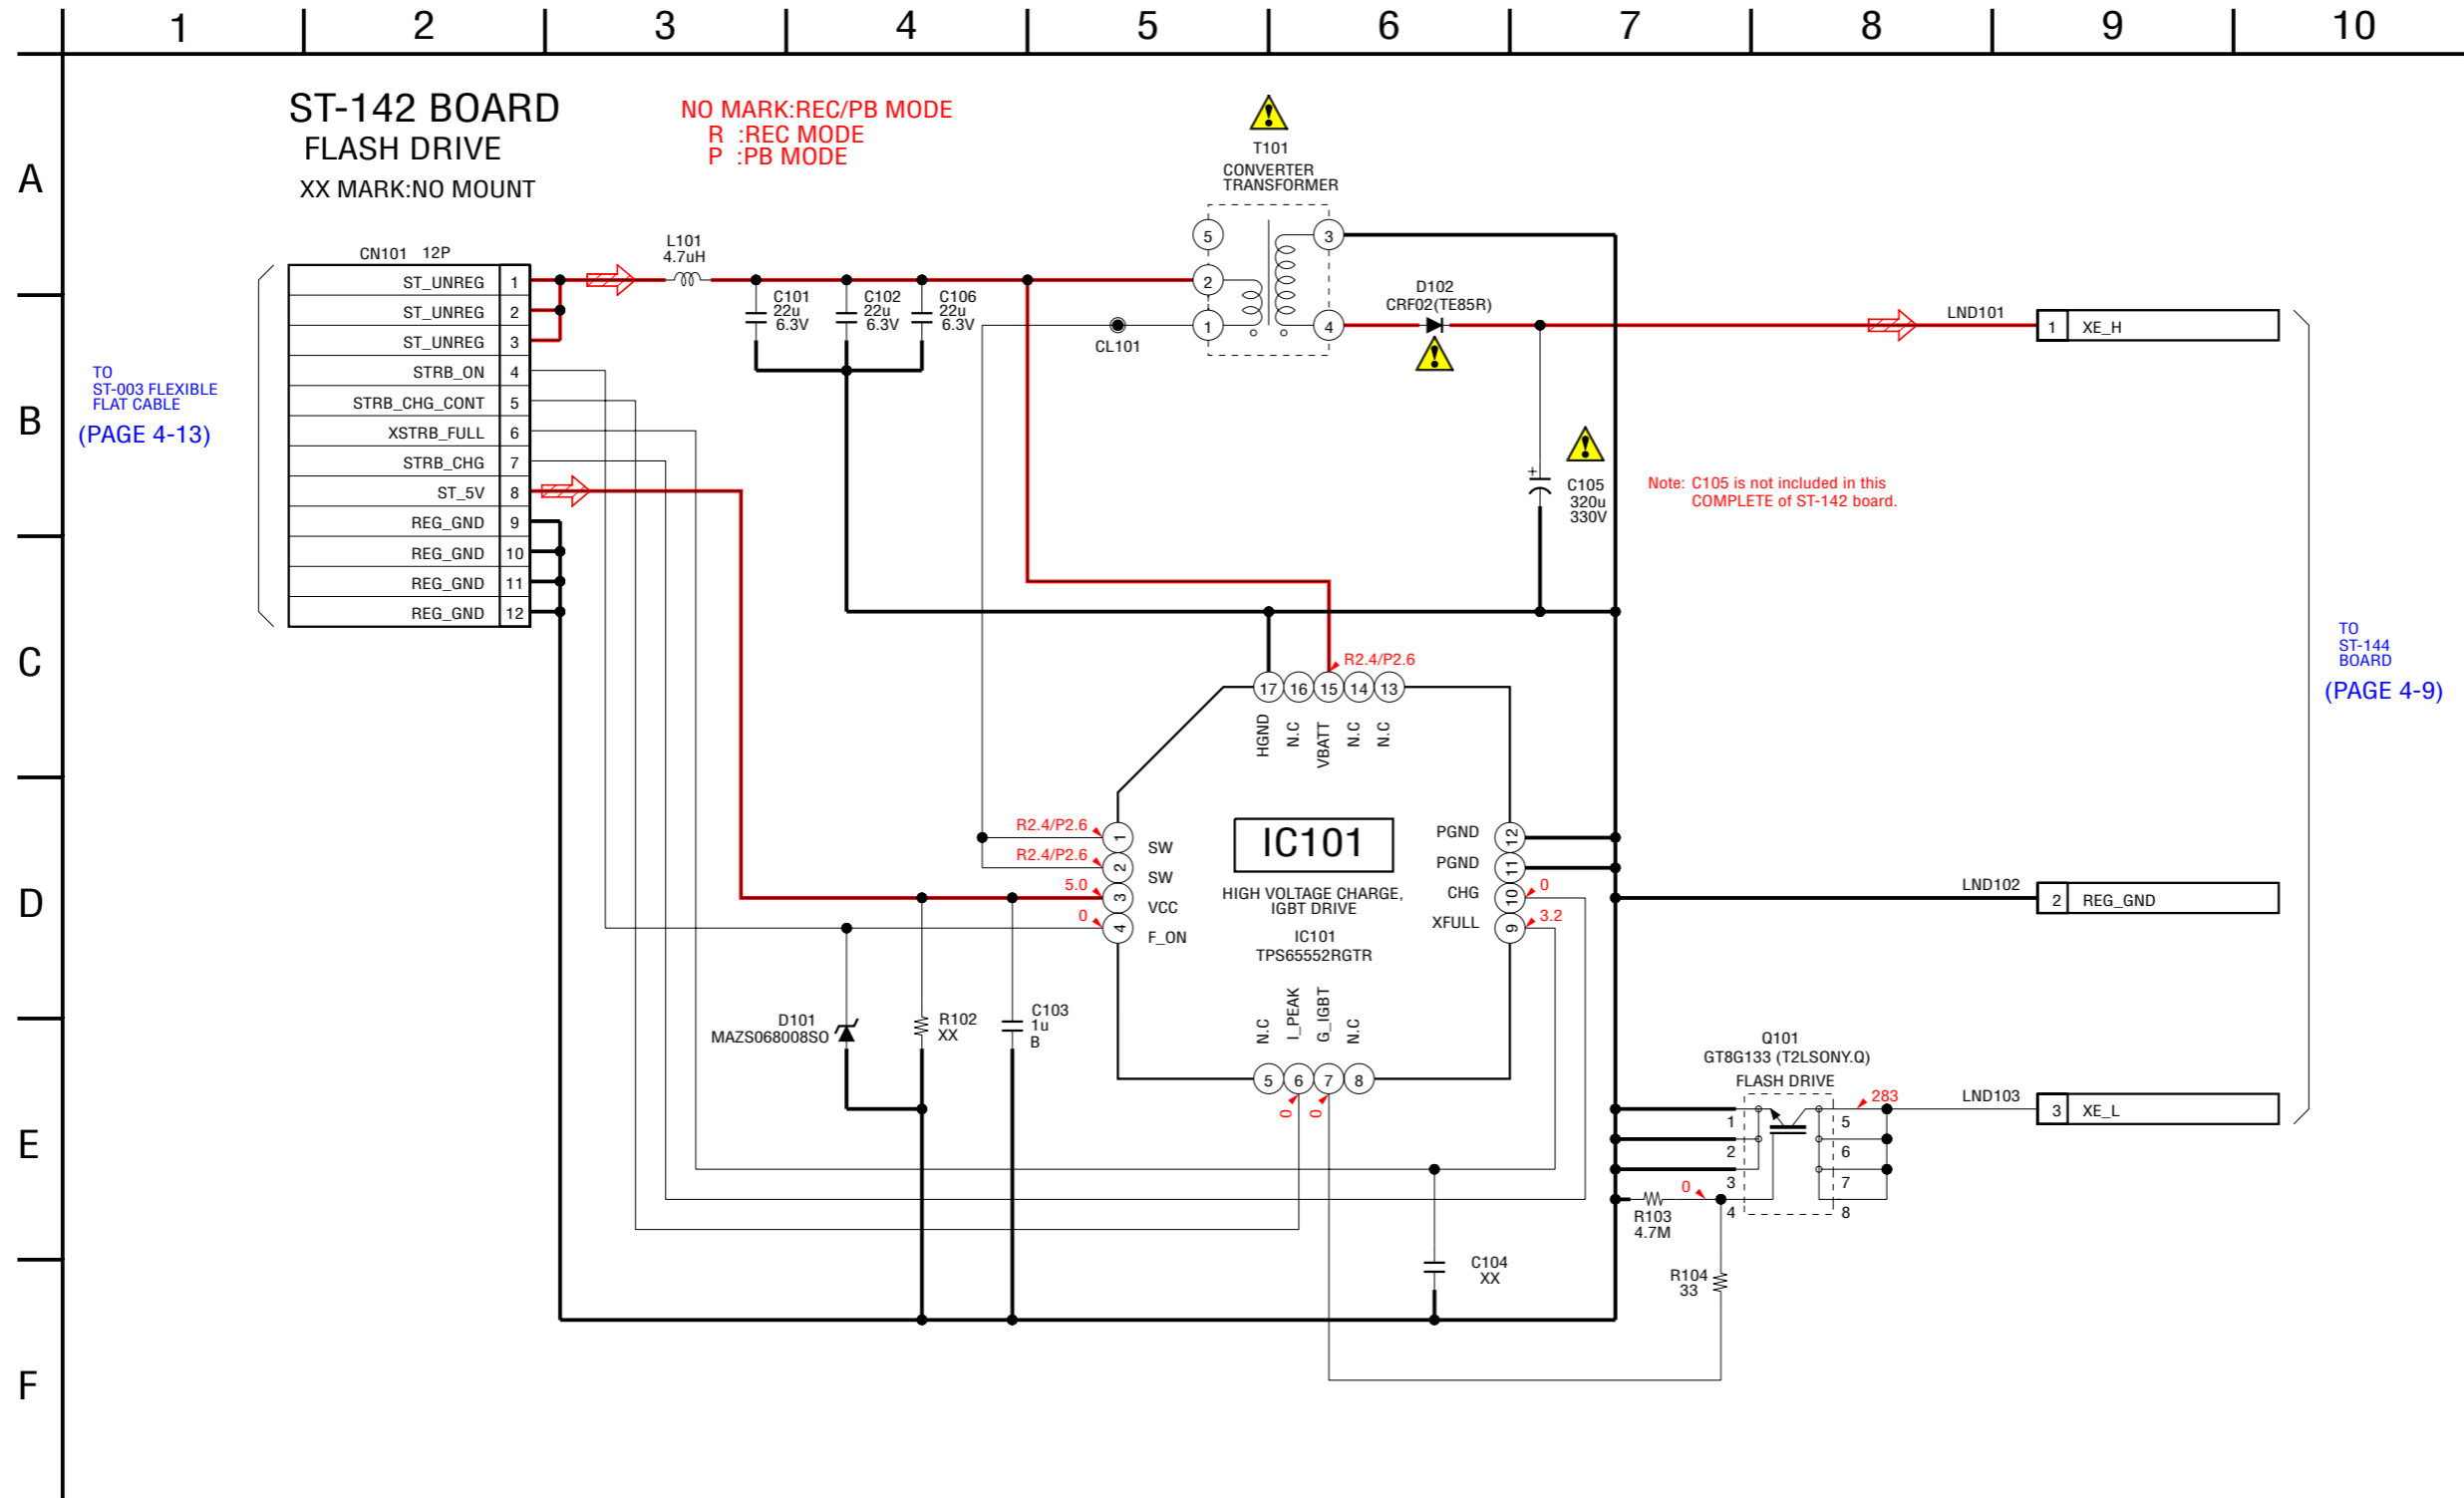 1 2 3 4 5 6 7 8 9 10
A
B
C
D
E
F
ST-142 BOARD
FLASH DRIVE
XX MARK:NO MOUNT
NO MARK:REC/PB MODE
R :REC MODE
P :PB MODE
T101
CONVERTER
TRANSFORMER
5
2
1
3
4
CN101 12P
ST_UNREG 1
ST_UNREG 2
ST_UNREG 3
STRB_ON 4
STRB_CHG_CONT 5
XSTRB_FULL 6
STRB_CHG 7
ST_5V 8
REG_GND 9
REG_GND 10
REG_GND 11
REG_GND 12
TO
ST-003 FLEXIBLE
FLAT CABLE
(PAGE 4-13)
L101
4.7uH
C101
22u
6.3V
C102
22u
6.3V
C106
22u
6.3V
CL101
D102
CRF02(TE85R)
LND101
1 XE_H
+
C105
320u
330V
Note: C105 is not included in this
COMPLETE of ST-142 board.
TO
ST-144
BOARD
(PAGE 4-9)
R2.4/P2.6
17 16 15 14 13
HGND
N.C
VBATT
N.C
N.C
R2.4/P2.6
1
SW
R2.4/P2.6
2
SW
5.0
3
VCC
0
4
F_ON
IC101
HIGH VOLTAGE CHARGE,
IGBT DRIVE
IC101
TPS65552RGTR
PGND 12
PGND 11
CHG 10 0
XFULL 9 3.2
N.C
I_PEAK
G_IGBT
N.C
5 6 7 8
0
0
LND102
2 REG_GND
D101
MAZS068008SO
R102
XX
C103
1u
B
Q101
GT8G133 (T2LSONY.Q)
FLASH DRIVE
283
LND103
3 XE_L
1
2
3
4
5
6
7
8
0
R103
4.7M
R104
33
C104
XX